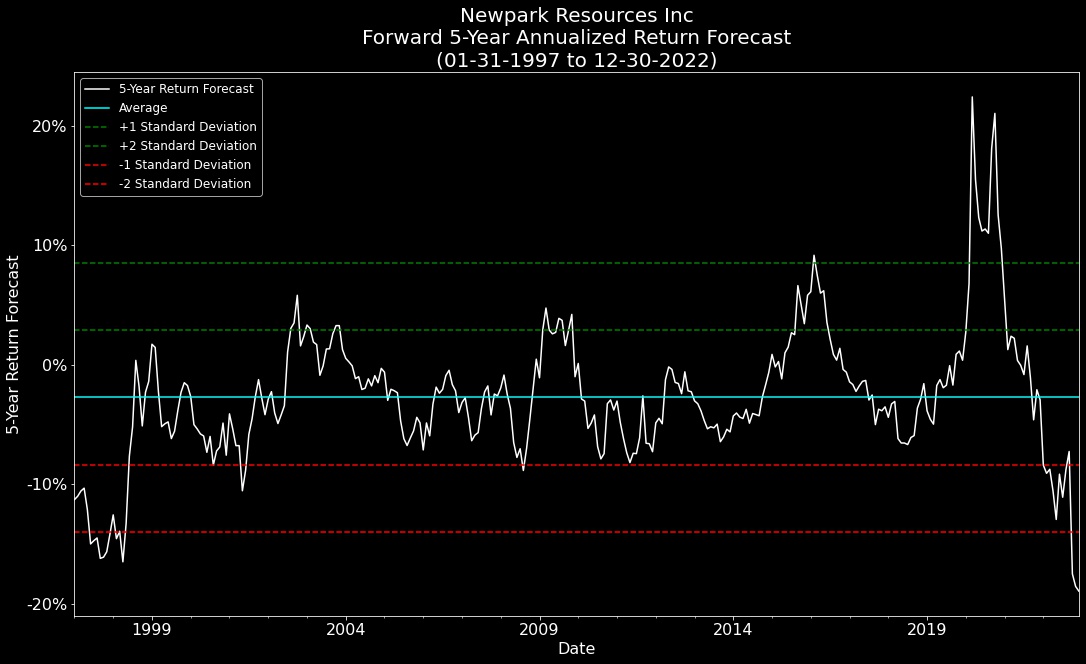 Newpark Resources Inc
Forward 5-Year Annualized Return Forecast
(01-31-1997 to 12-30-2022)
5-Year Return Forecast
Average
+1 Standard Deviation
+2 Standard Deviation
-1 Standard Deviation
-2 Standard Deviation
5-Year Return Forecast
20%
10%
0%
-10%
-20%
1999 2004 2009 2014 2019
Date